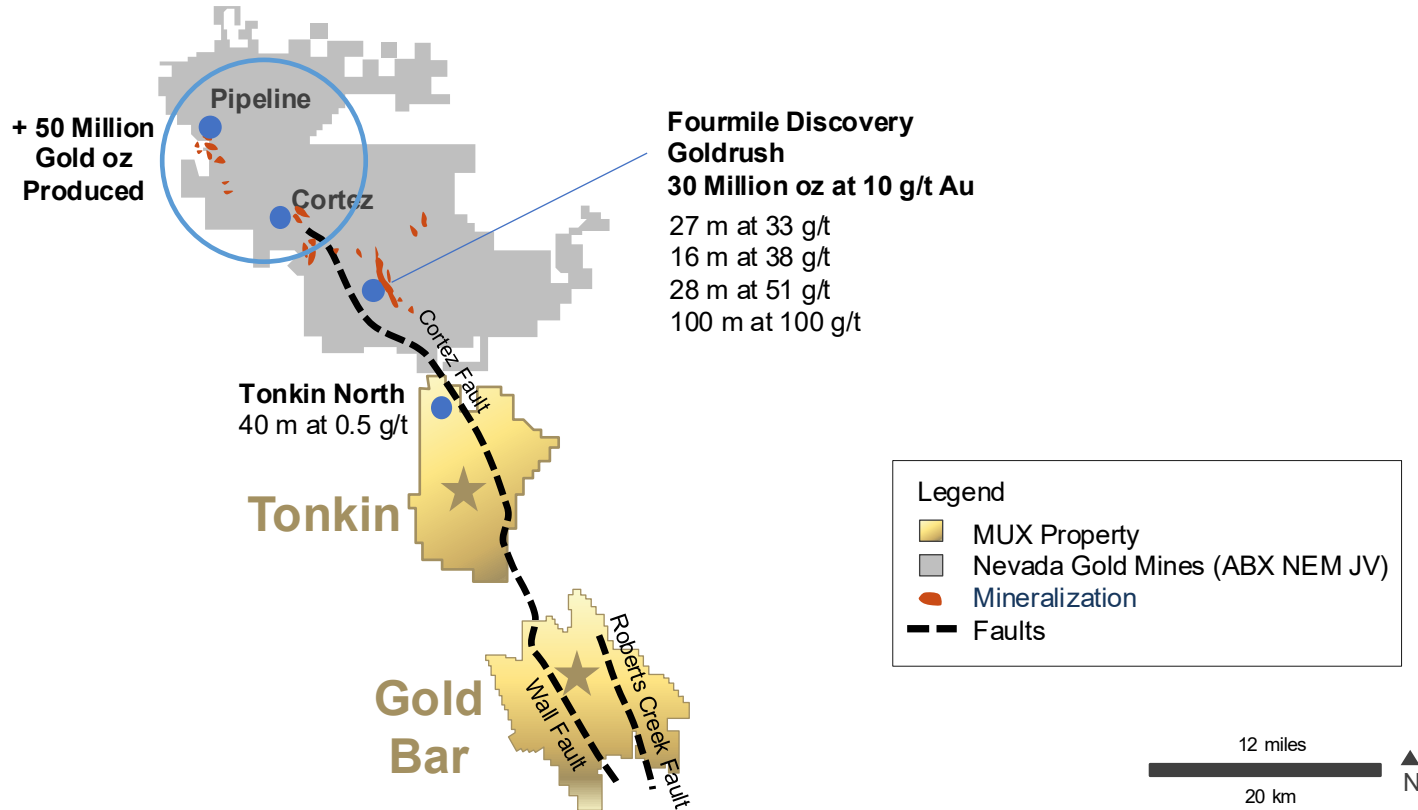 Pipeline
+ 50 Million
Gold oz
Produced
Cortez
Fourmile Discovery
Goldrush
30 Million oz at 10 g/t Au
27 m at 33 g/t
16 m at 38 g/t
28 m at 51 g/t
100 m at 100 g/t
Cortez Fault
Tonkin North
40 m at 0.5 g/t
Tonkin
Gold
Bar
Wall Fault
Roberts Creek Fault
Legend
MUX Property
Nevada Gold Mines (ABX NEM JV)
Mineralization
Faults
12 miles
20 km
N